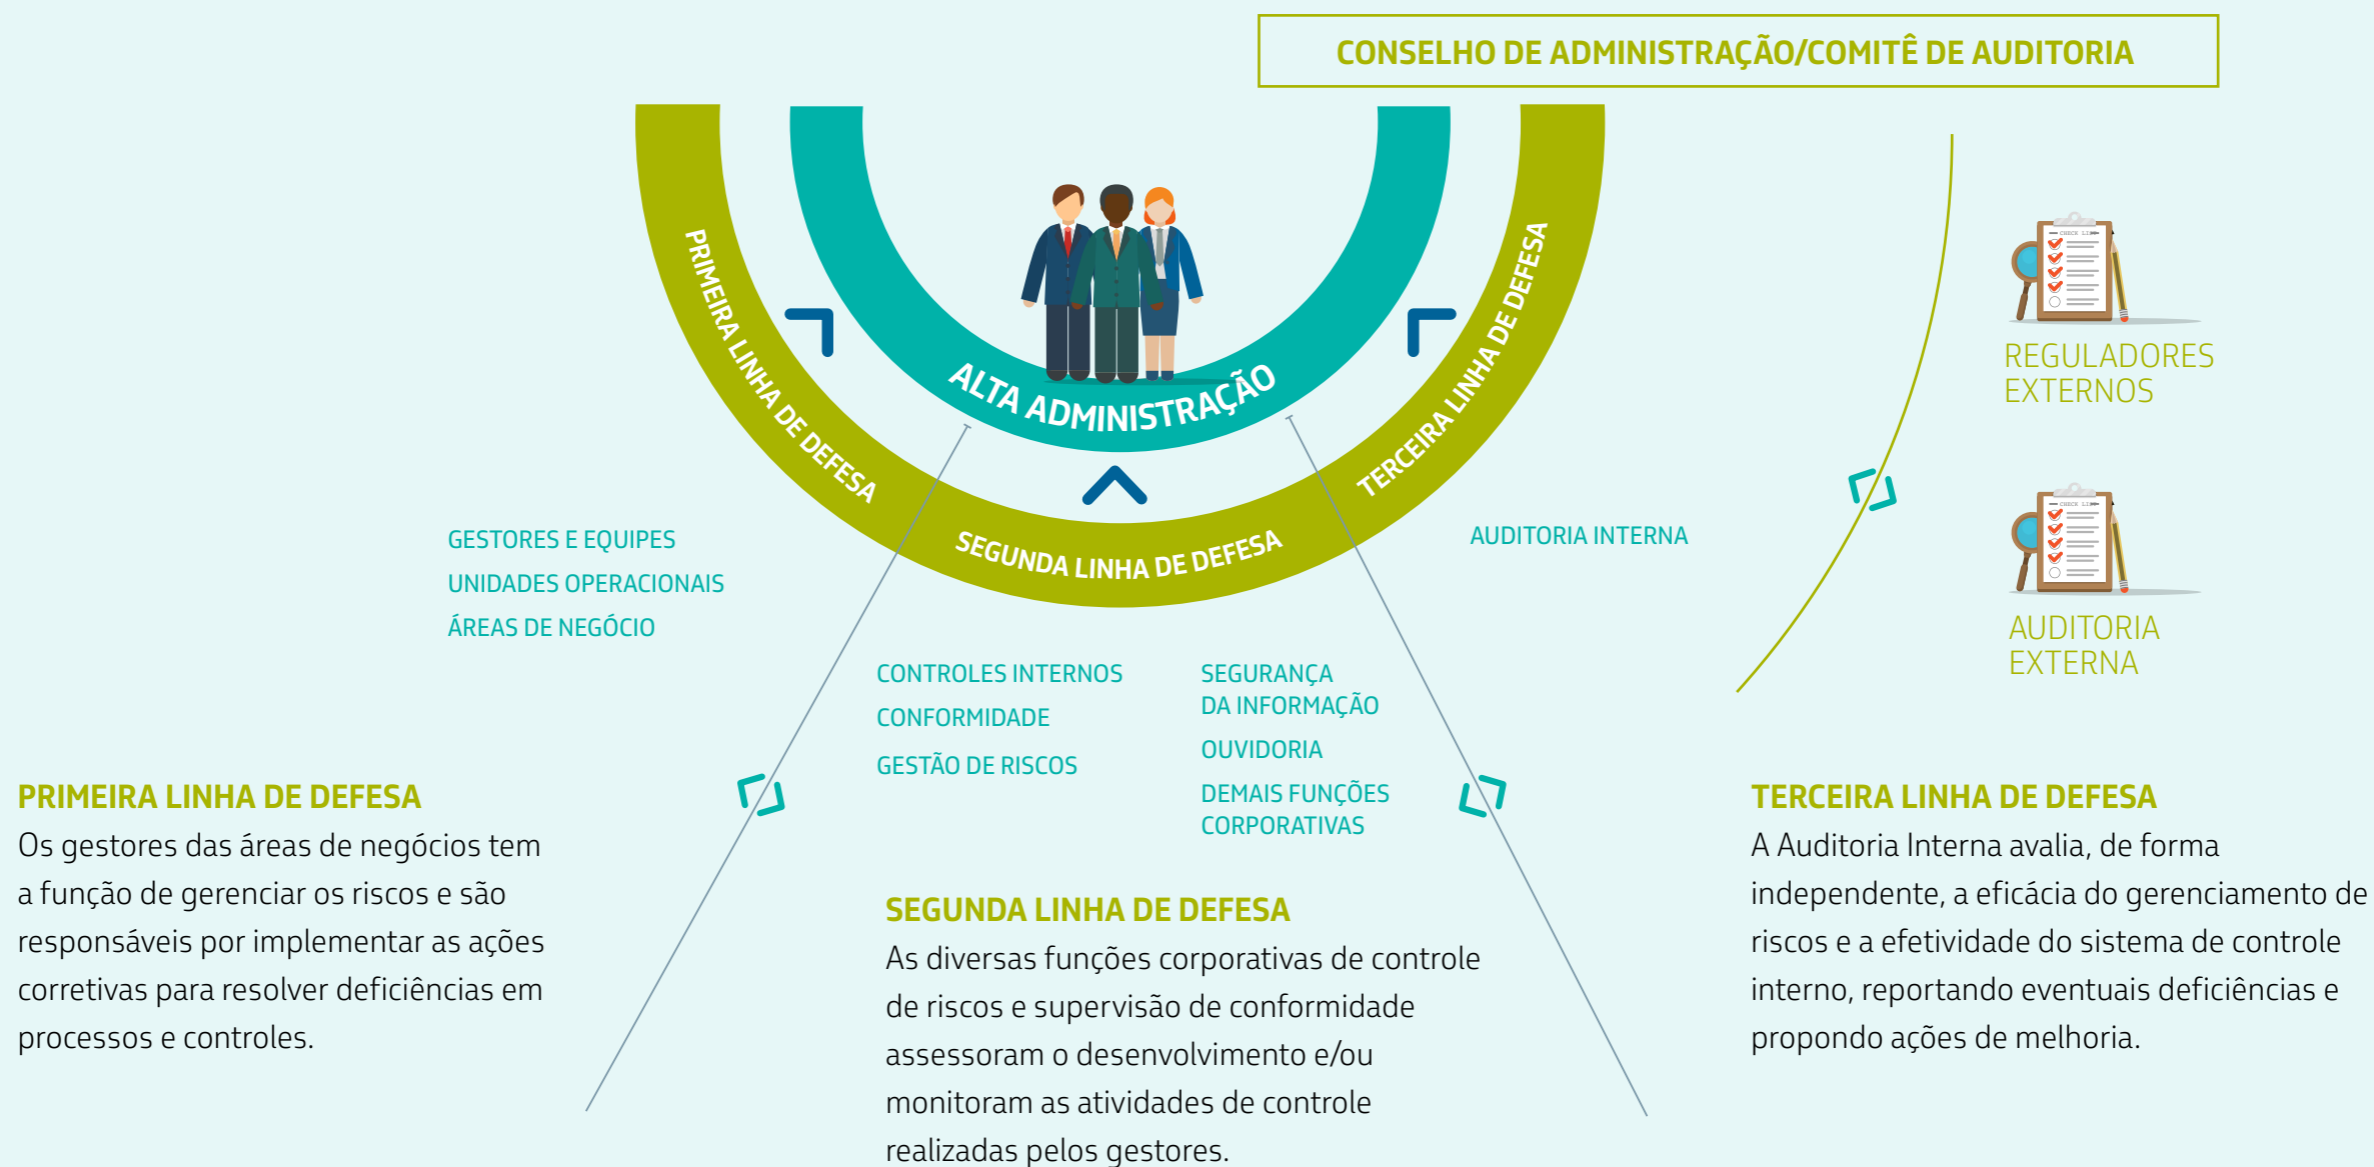 CONSELHO DE ADMINISTRAÇÃO/COMITÊ DE AUDITORIA
PRIMEIRA LINHA DE DEFESA
ALTA ADMINISTRAÇÃO
SEGUNDA LINHA DE DEFESA
TERCEIRA LINHA DE DEFESA
GESTORES E EQUIPES
UNIDADES OPERACIONAIS
ÁREAS DE NEGÓCIO
CONTROLES INTERNOS
CONFORMIDADE
GESTÃO DE RISCOS
SEGURANÇA
DA INFORMAÇÃO
OUVIDORIA
DEMAIS FUNÇÕES
CORPORATIVAS
AUDITORIA INTERNA
CHECK LIST
REGULADORES
EXTERNOS
CHECK LIST
AUDITORIA
EXTERNA
PRIMEIRA LINHA DE DEFESA
Os gestores das áreas de negócios tem
a função de gerenciar os riscos e são
responsáveis por implementar as ações
corretivas para resolver deficiências em
processos e controles.
SEGUNDA LINHA DE DEFESA
As diversas funções corporativas de controle
de riscos e supervisão de conformidade
assessoram o desenvolvimento e/ou
monitoram as atividades de controle
realizadas pelos gestores.
TERCEIRA LINHA DE DEFESA
A Auditoria Interna avalia, de forma
independente, a eficácia do gerenciamento de
riscos e a efetividade do sistema de controle
interno, reportando eventuais deficiências e
propondo ações de melhoria.